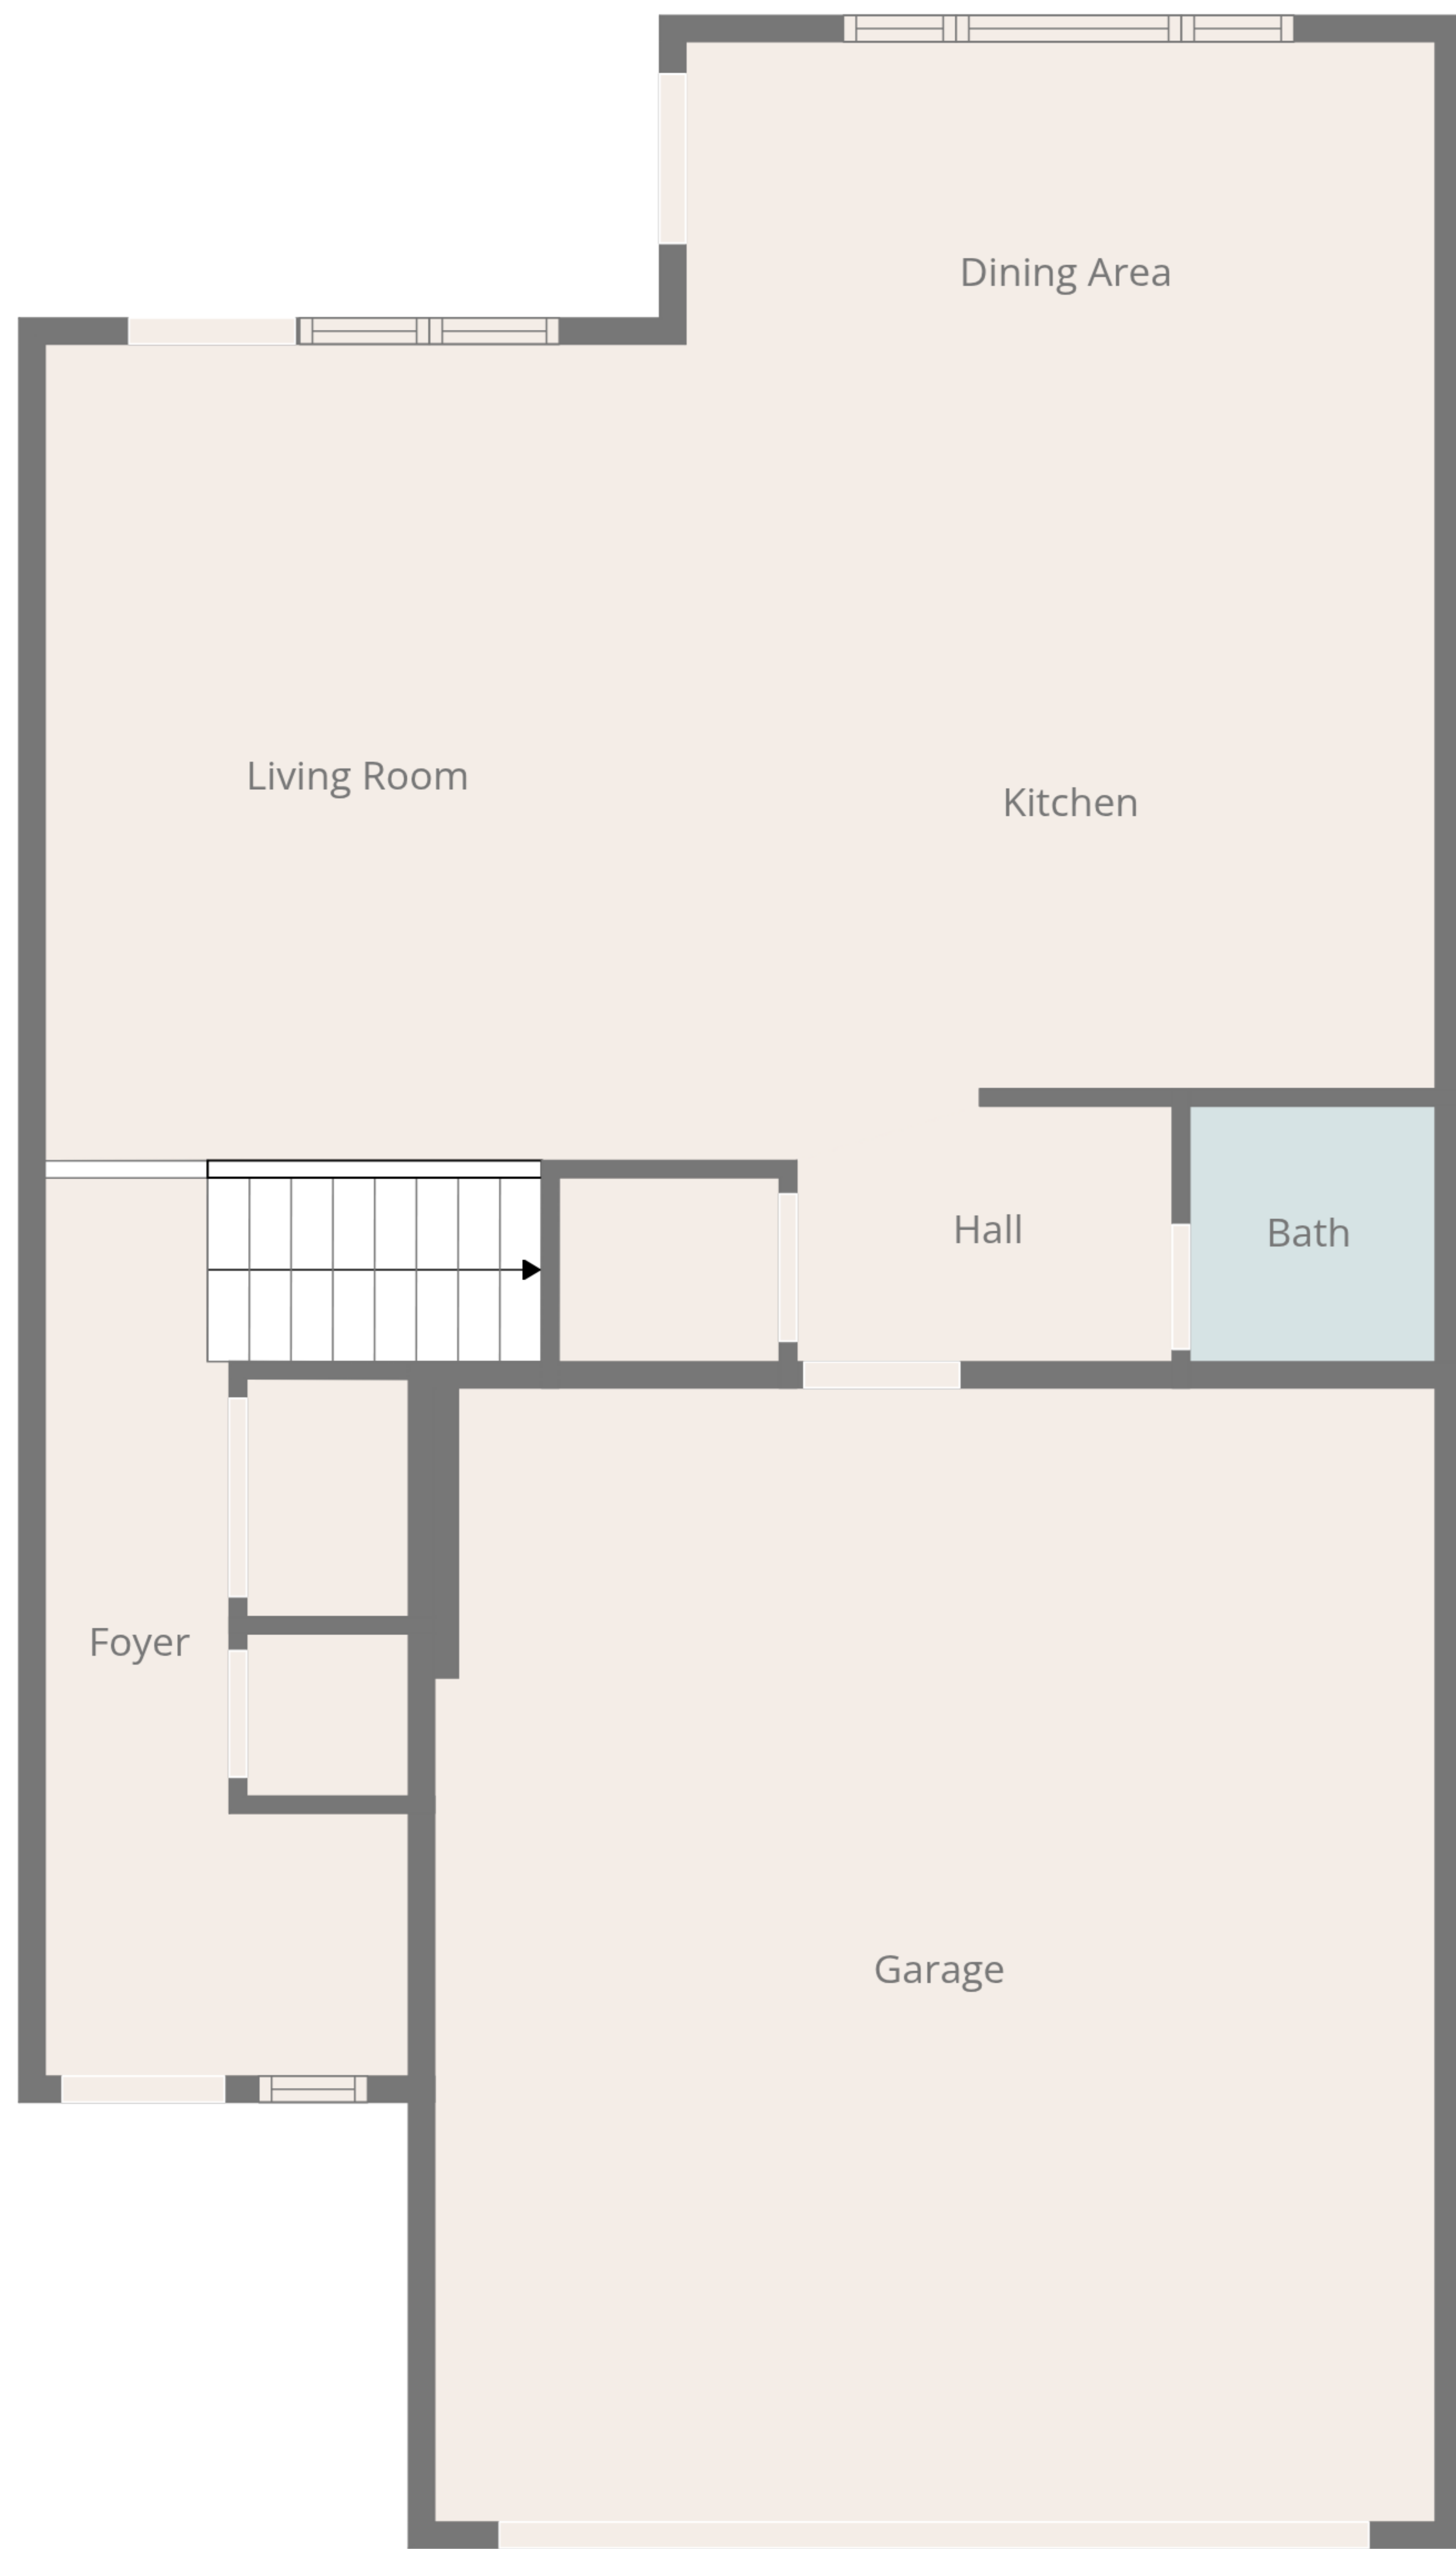 Dining Area
Living Room
Kitchen
Hall
Bath
Foyer
Garage